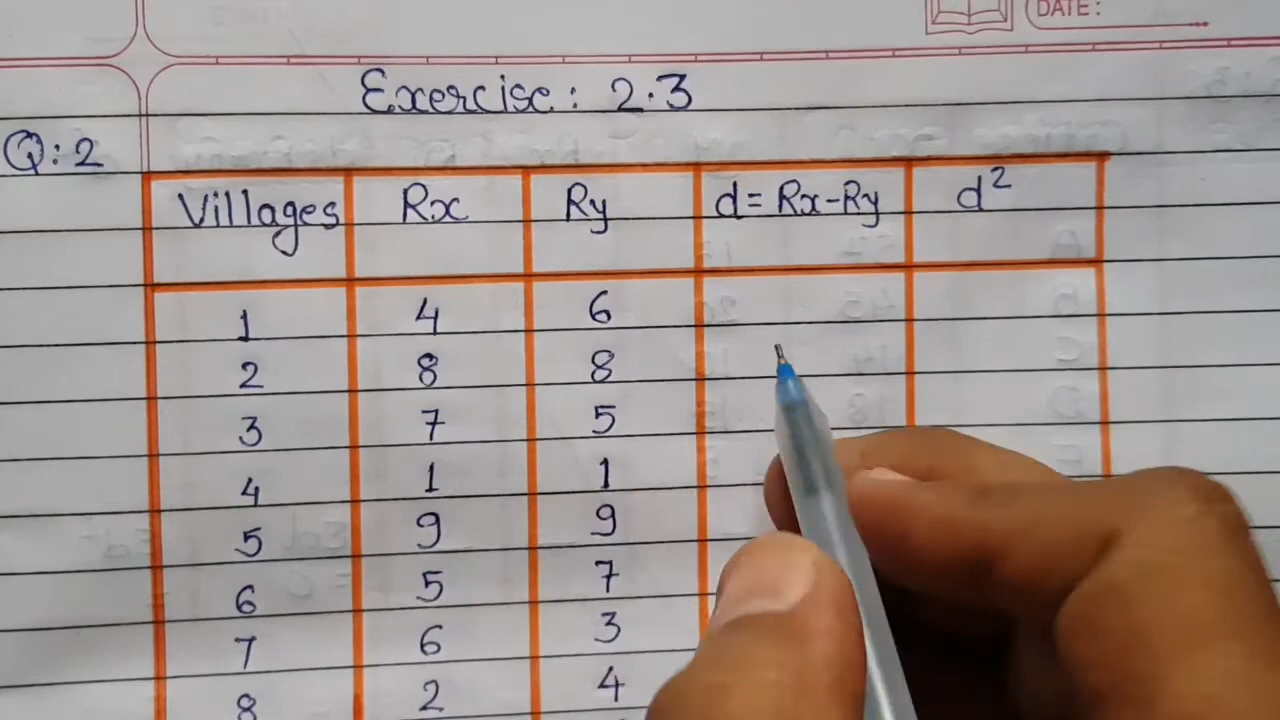 DATE:
Exercise: 2.3
Q:2
Villages Rx Ry d = Rx-Ry d²
1 4 6
2 8 8
3 7 5
4 1 1
5 9 9
6 5 7
7 6 3
8 2 4